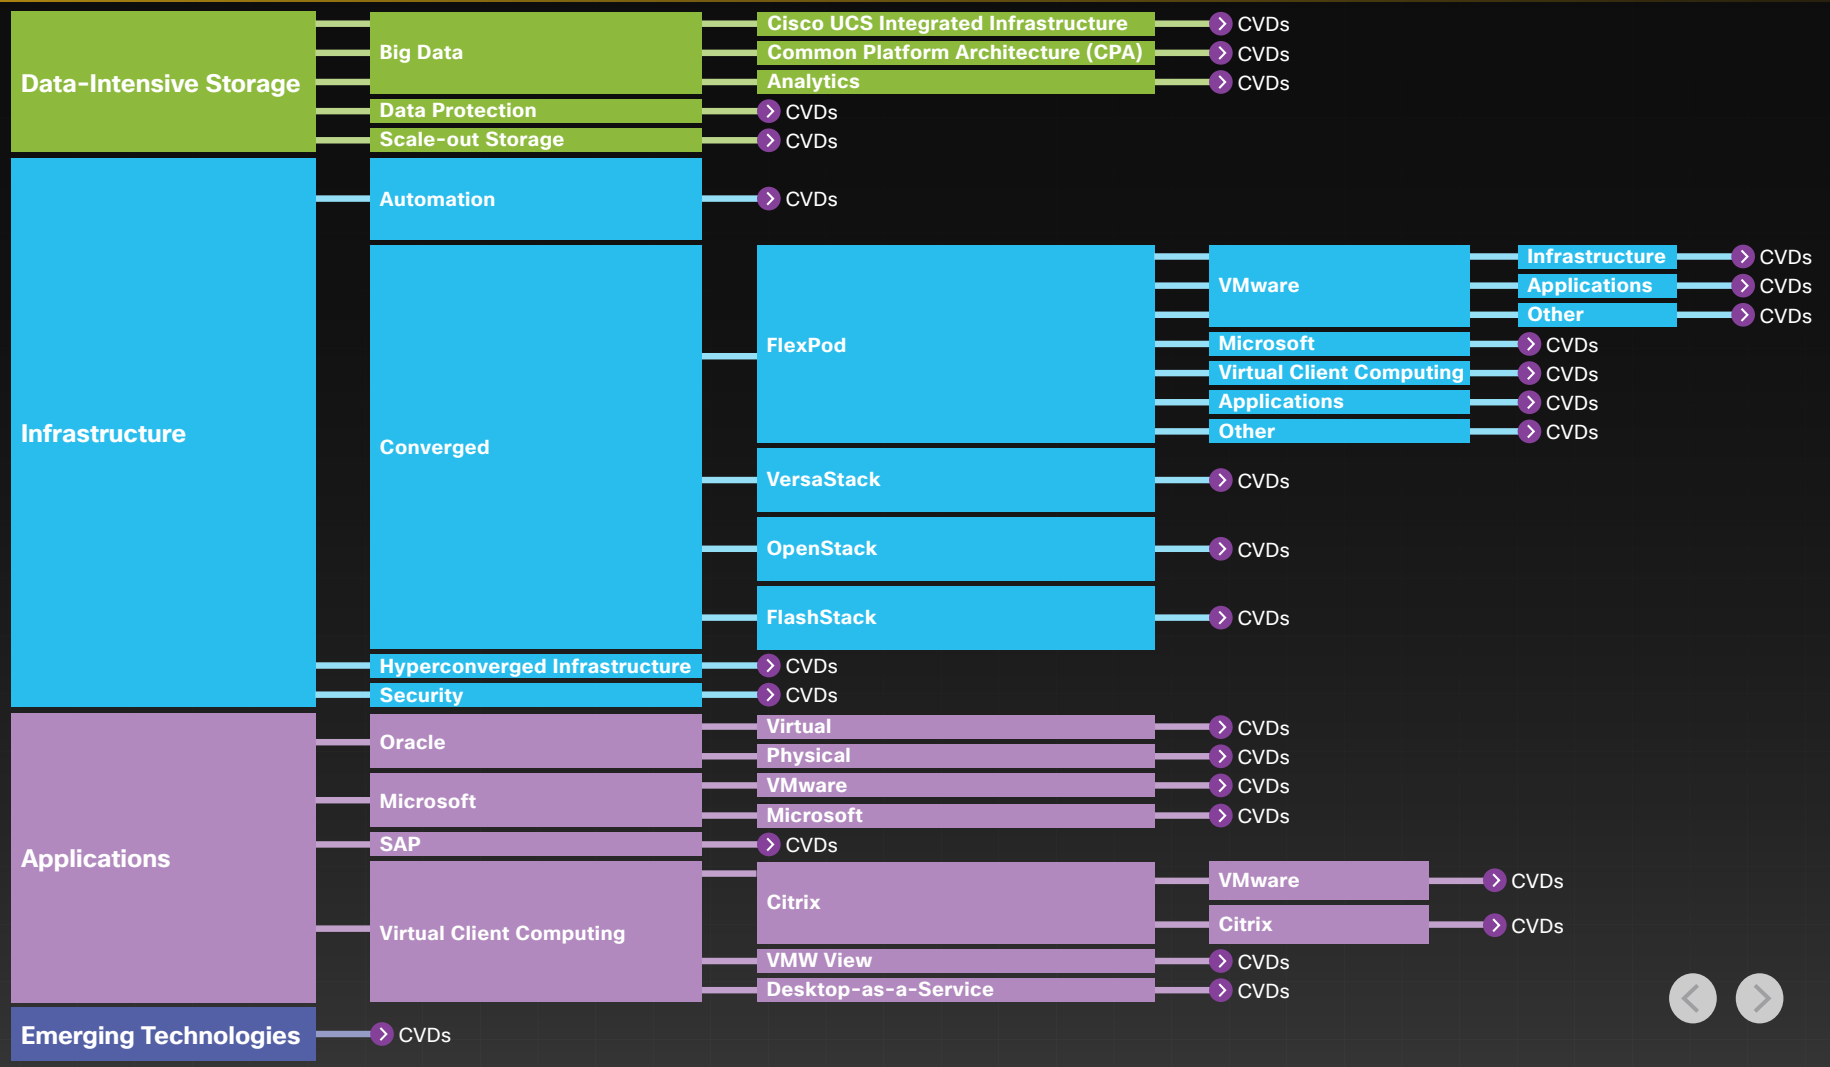 Data-Intensive Storage
Big Data
Cisco UCS Integrated Infrastructure
CVDs
Common Platform Architecture (CPA)
CVDs
Analytics
CVDs
Data Protection
CVDs
Scale-out Storage
CVDs
Infrastructure
Automation
CVDs
Converged
FlexPod
VMware
Infrastructure
CVDs
Applications
CVDs
Other
CVDs
Microsoft
CVDs
Virtual Client Computing
CVDs
Applications
CVDs
Other
CVDs
VersaStack
CVDs
OpenStack
CVDs
FlashStack
CVDs
Hyperconverged Infrastructure
CVDs
Security
CVDs
Applications
Oracle
Virtual
CVDs
Physical
CVDs
Microsoft
VMware
CVDs
Microsoft
CVDs
SAP
CVDs
Virtual Client Computing
Citrix
VMware
CVDs
Citrix
CVDs
VMW View
CVDs
Desktop-as-a-Service
CVDs
Emerging Technologies
CVDs